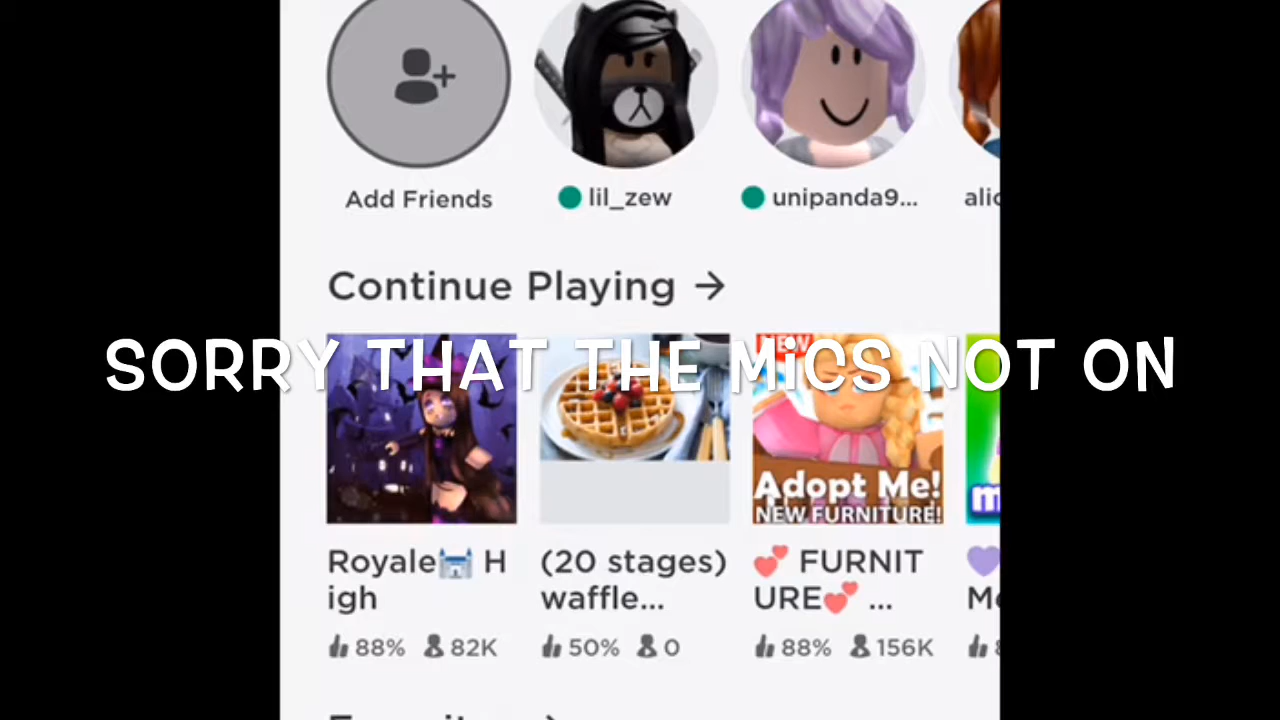 Add Friends
lil_zew
unipanda9...
Continue Playing →
SORRY THAT THE MiCS NOT ON
NEW
Adopt Me!
NEW FURNITURE!
Royale🏰 H
igh
(20 stages)
waffle...
💕 FURNIT
URE💕 ...
88% 82K
50% 0
88% 156K